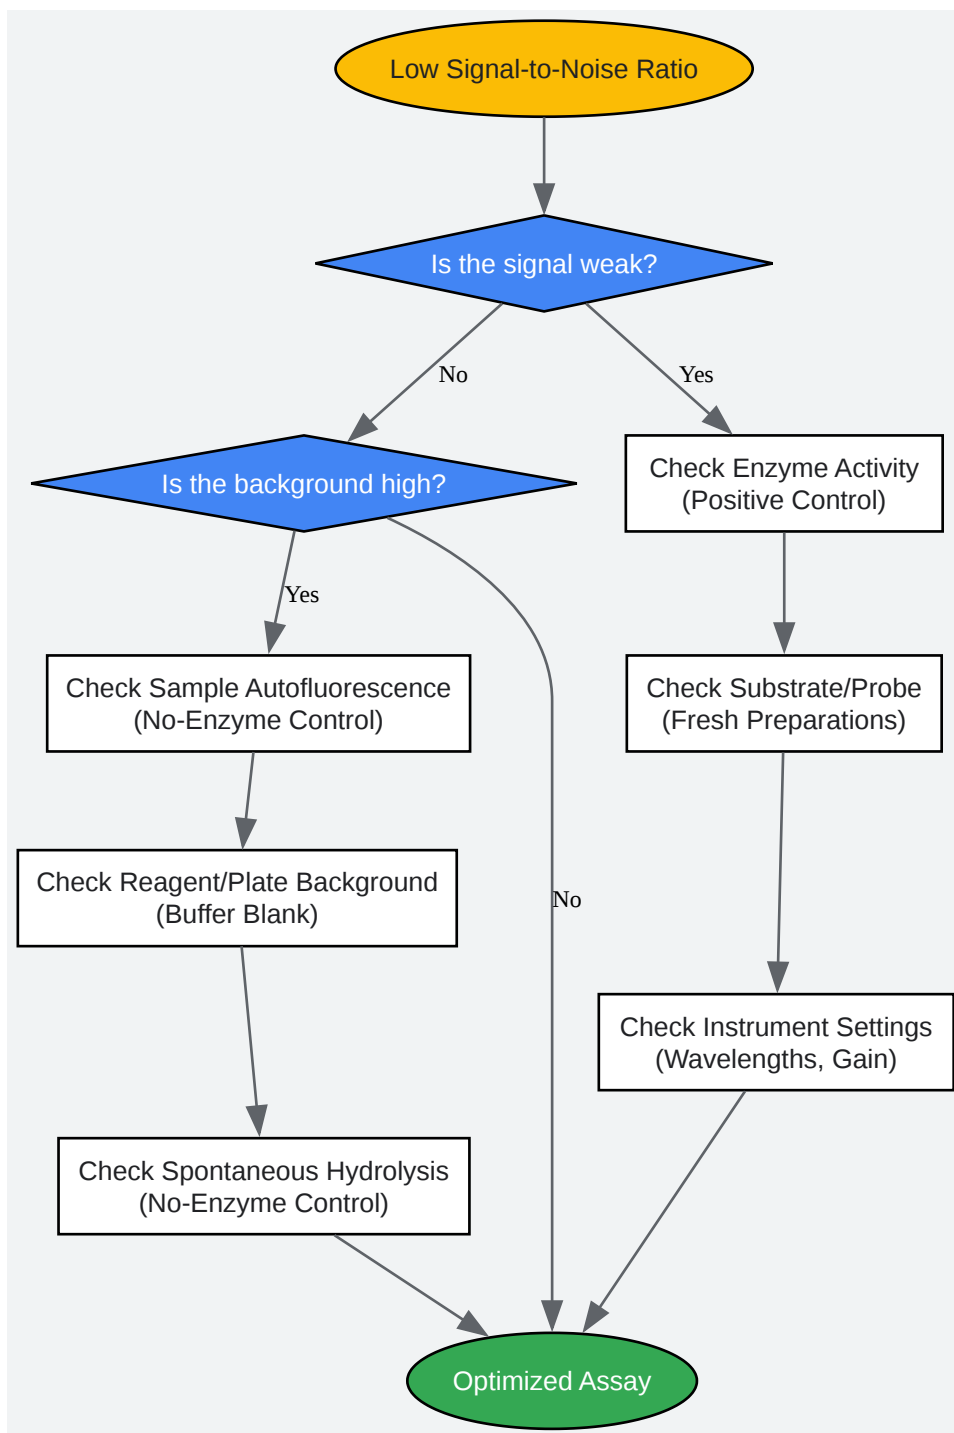 Low Signal-to-Noise Ratio
Is the signal weak?
No
Yes
Is the background high?
Check Enzyme Activity
(Positive Control)
Yes
Check Sample Autofluorescence
(No-Enzyme Control)
Check Substrate/Probe
(Fresh Preparations)
Check Reagent/Plate Background
(Buffer Blank)
No
Check Instrument Settings
(Wavelengths, Gain)
Check Spontaneous Hydrolysis
(No-Enzyme Control)
Optimized Assay